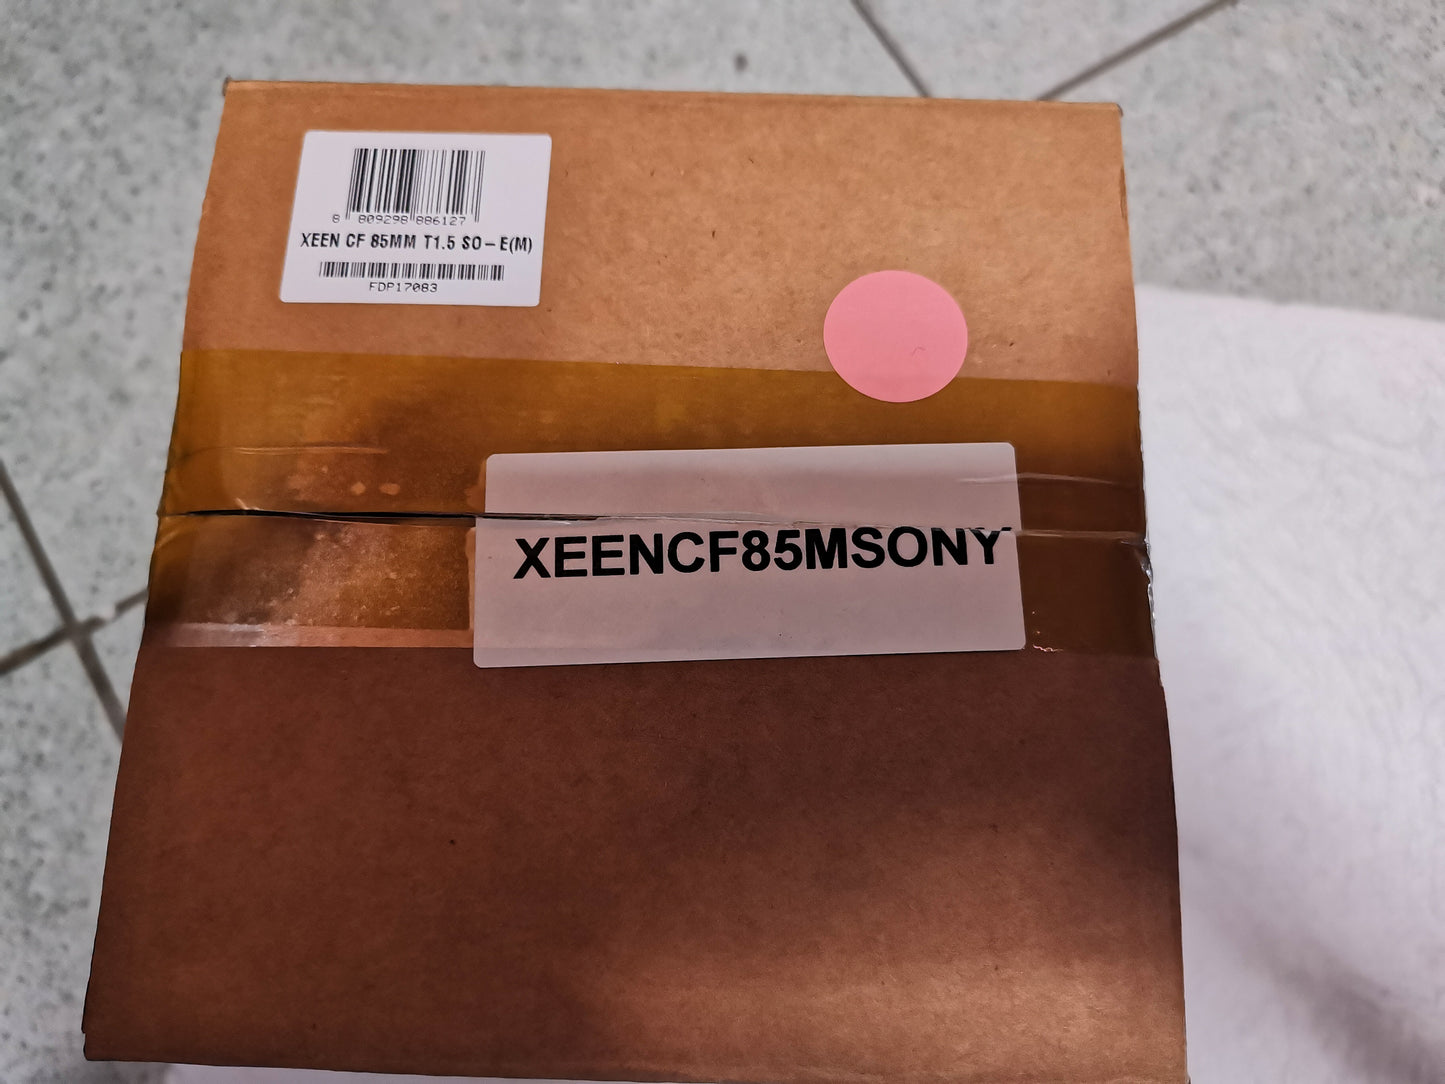 8 809298 886127
XEEN CF 85MM T1.5 SO-E(M)
FDP17083
XEENCF85MSONY